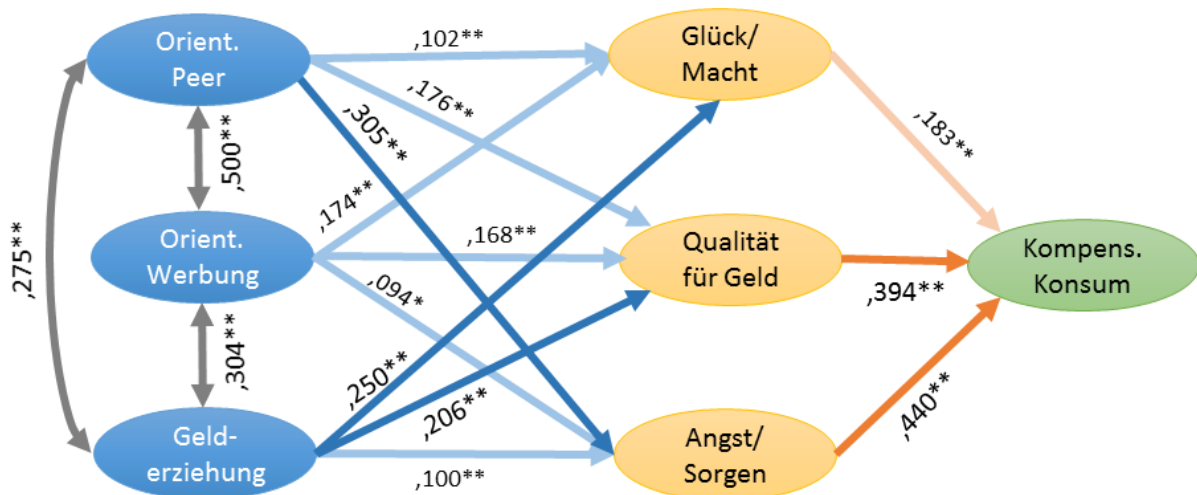 Orient.
Peer
Orient.
Werbung
Geld-
erziehung
,275**
,500**
,304**
,102**
,176**
,305**
,174**
,168**
,094*
,250**
,206**
,100**
Glück/
Macht
Qualität
für Geld
Angst/
Sorgen
,183**
,394**
,440**
Kompens.
Konsum